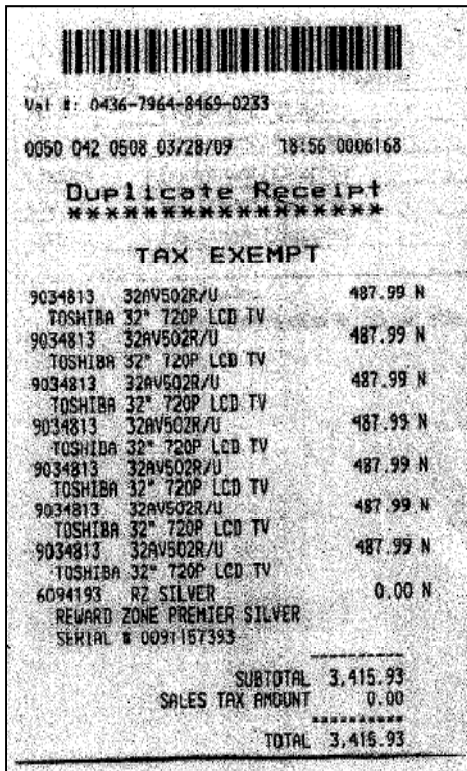 Val #: 0436-7964-8469-0233
0050 042 0508 03/28/09 18:56 0006168
Duplicate Receipt
*****************
TAX EXEMPT
9034813 32AV502R/U 487.99 N
TOSHIBA 32" 720P LCD TV
9034813 32AV502R/U 487.99 N
TOSHIBA 32" 720P LCD TV
9034813 32AV502R/U 487.99 N
TOSHIBA 32" 720P LCD TV
9034813 32AV502R/U 487.99 N
TOSHIBA 32" 720P LCD TV
9034813 32AV502R/U 487.99 N
TOSHIBA 32" 720P LCD TV
9034813 32AV502R/U 487.99 N
TOSHIBA 32" 720P LCD TV
9034813 32AV502R/U 487.99 N
TOSHIBA 32" 720P LCD TV
6094193 RZ SILVER 0.00 N
REWARD ZONE PREMIER SILVER
SERIAL # 0091157393
----------
SUBTOTAL 3,415.93
SALES TAX AMOUNT 0.00
==========
TOTAL 3,415.93